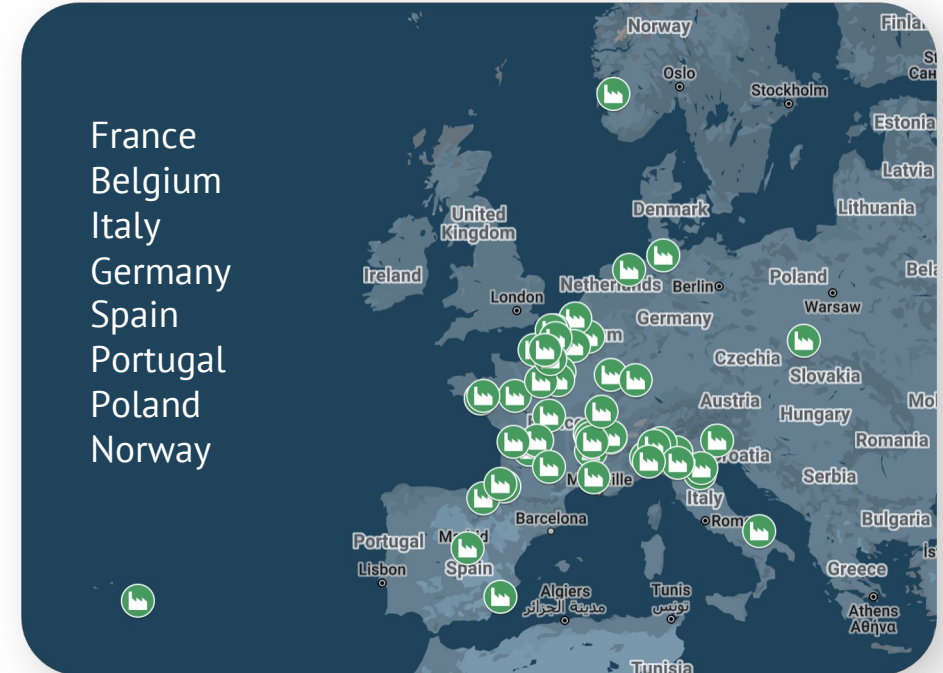 France
Belgium
Italy
Germany
Spain
Portugal
Poland
Norway
Norway
Oslo
Stockholm
Estonia
Latvia
Lithuania
Denmark
United
Kingdom
Ireland
London
Netherlands
Berlin
Poland
Warsaw
Germany
Czechia
Slovakia
Austria
Hungary
Romania
Serbia
Italy
Bulgaria
Barcelona
Portugal
Lisbon
Spain
Greece
Algiers
مدينة الجزائر
Tunis
تونس
Athens
Αθήνα
Tunisia